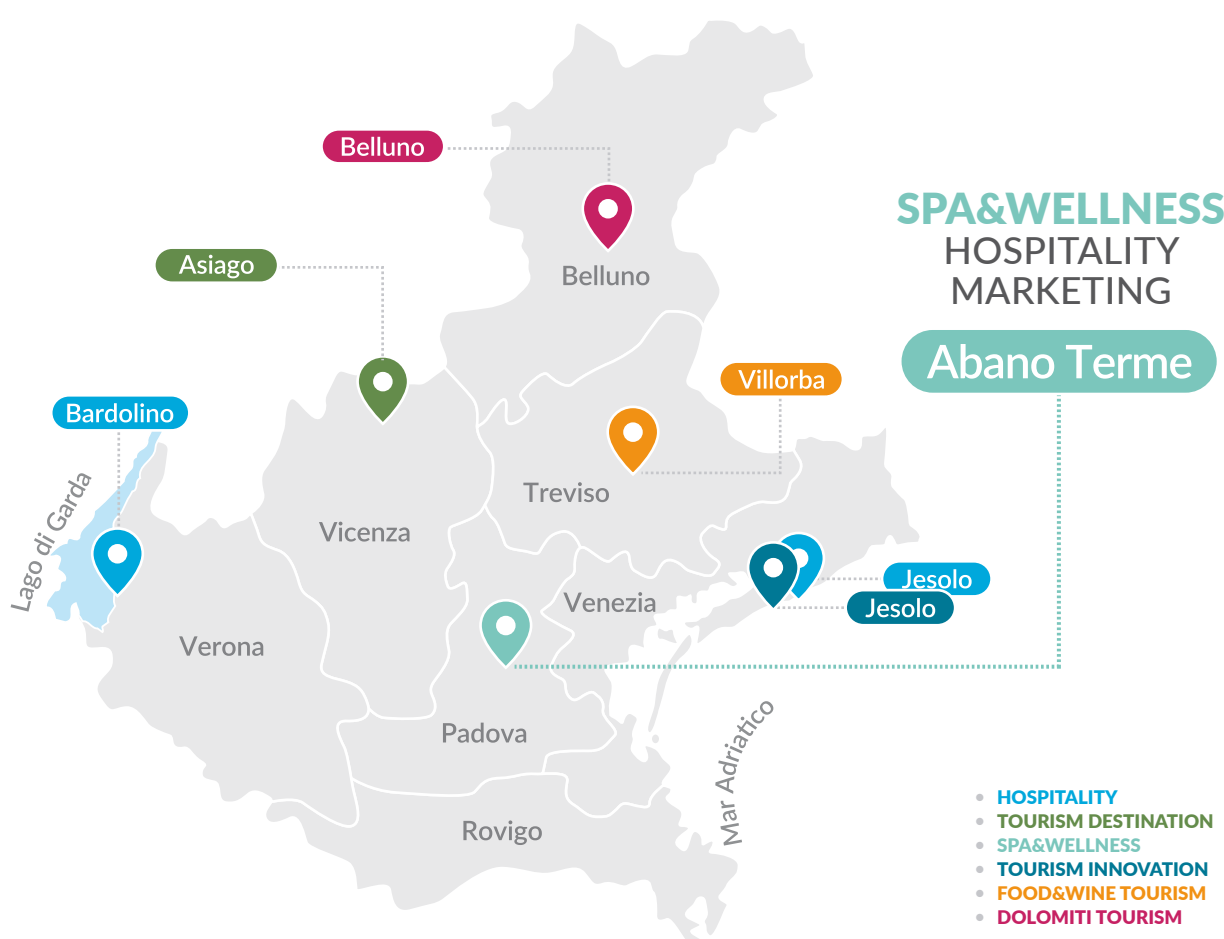 Belluno
Belluno
Asiago
SPA&WELLNESS
HOSPITALITY
MARKETING
Abano Terme
Villorba
Bardolino
Lago di Garda
Treviso
Vicenza
Jesolo
Jesolo
Venezia
Verona
Padova
Mar Adriatico
Rovigo
HOSPITALITY
TOURISM DESTINATION
SPA&WELLNESS
TOURISM INNOVATION
FOOD&WINE TOURISM
DOLOMITI TOURISM